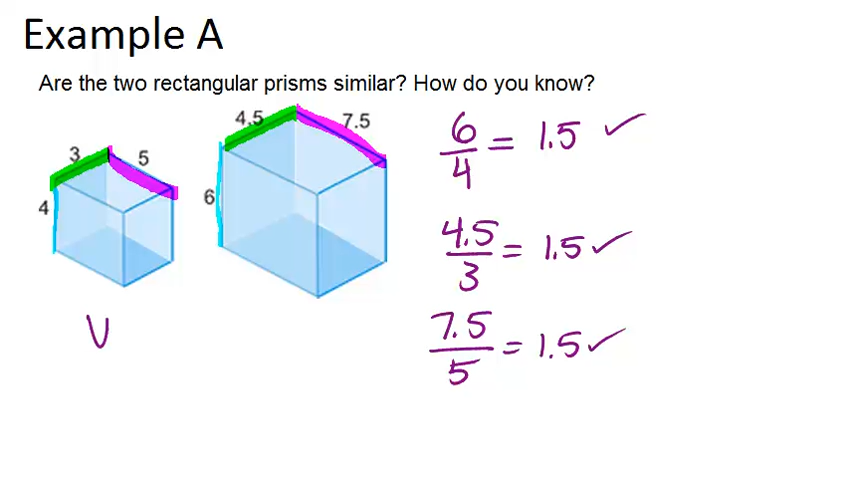 Example A
Are the two rectangular prisms similar? How do you know?
3
5
4
4.5
7.5
6
6/4 = 1.5 ✓
4.5/3 = 1.5 ✓
7.5/5 = 1.5 ✓
V